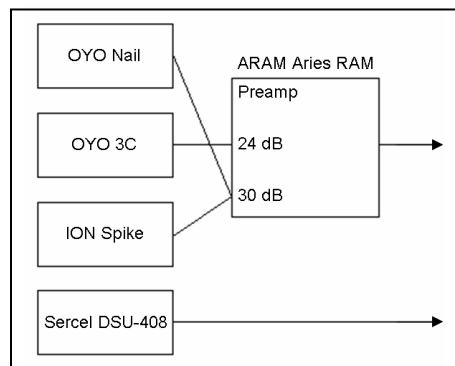 OYO Nail
ARAM Aries RAM
Preamp
OYO 3C
24 dB
30 dB
ION Spike
Sercel DSU-408